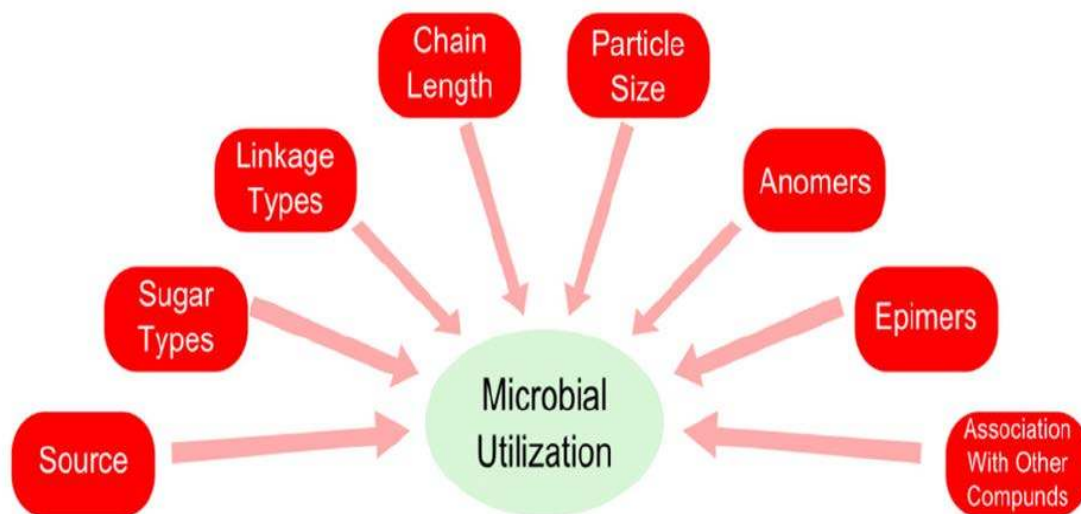 Chain
Length
Particle
Size
Linkage
Types
Anomers
Sugar
Types
Epimers
Microbial
Utilization
Source
Association
With Other
Compunds